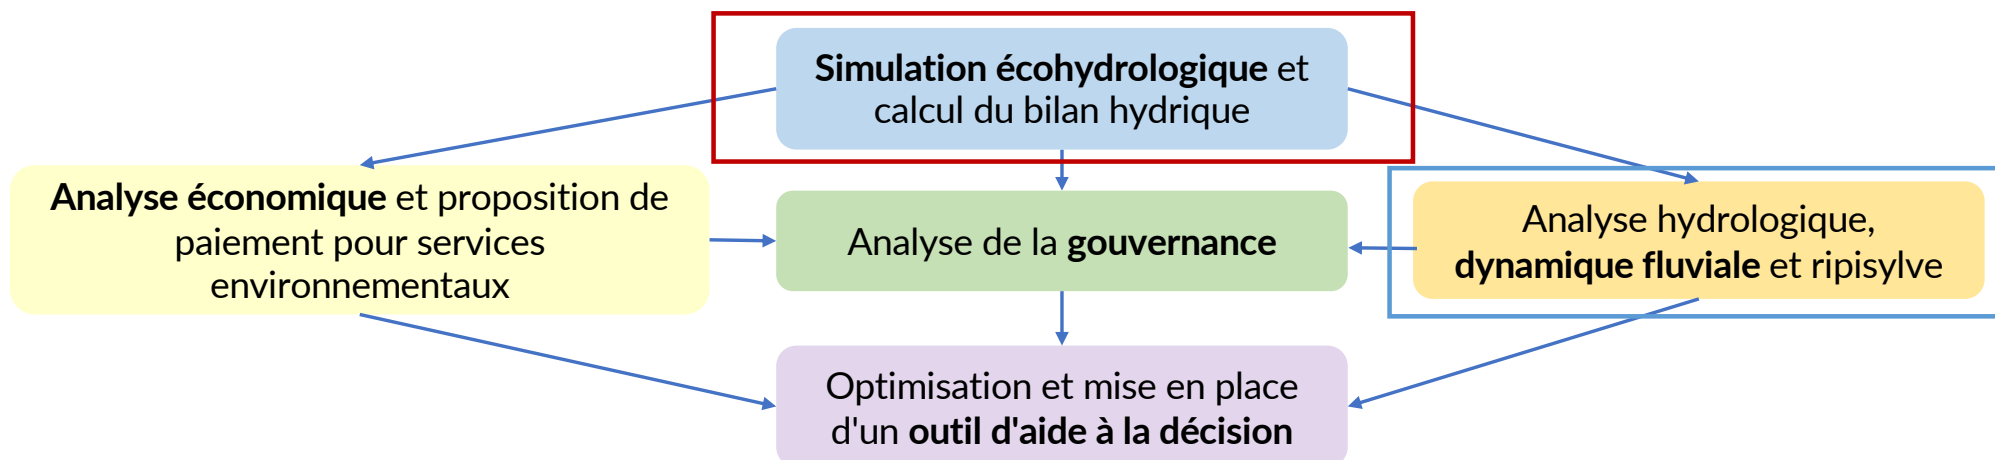 Simulation écohydrologique et
calcul du bilan hydrique
Analyse économique et proposition de
paiement pour services
environnementaux
Analyse de la gouvernance
Analyse hydrologique,
dynamique fluviale et ripisylve
Optimisation et mise en place
d'un outil d'aide à la décision